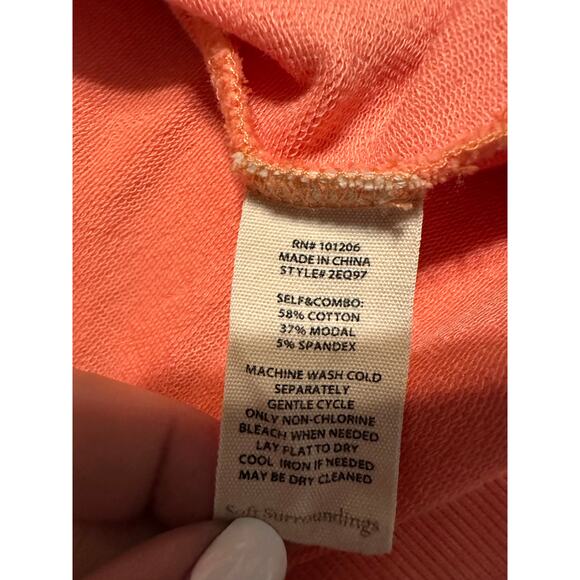 RN# 101206
MADE IN CHINA
STYLE# 2EQ97
SELF&COMBO:
58% COTTON
37% MODAL
5% SPANDEX
MACHINE WASH COLD
SEPARATELY
GENTLE CYCLE
ONLY NON-CHLORINE
BLEACH WHEN NEEDED
LAY FLAT TO DRY
COOL IRON IF NEEDED
MAY BE DRY CLEANED
Soft Surroundings